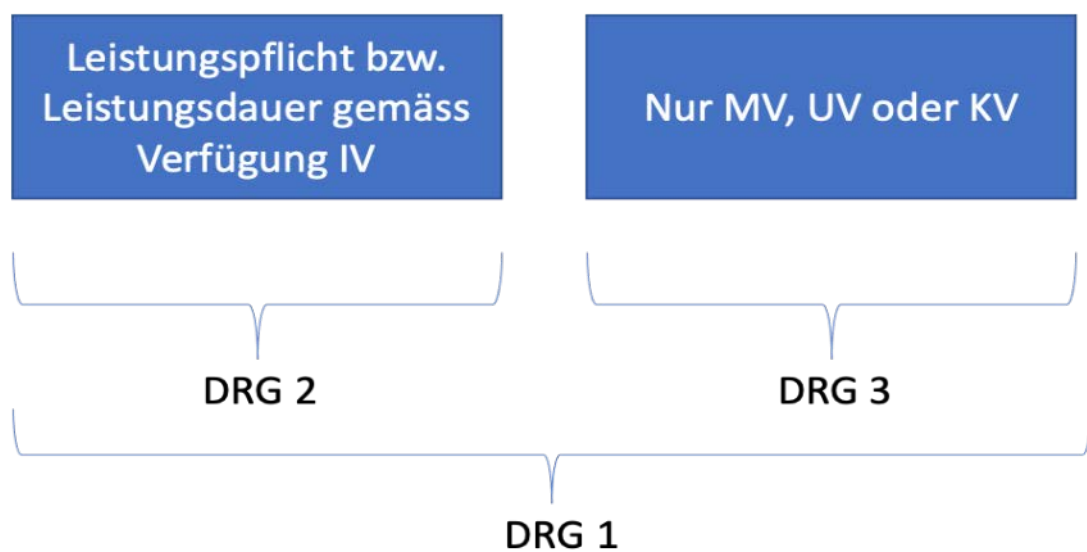 Leistungspflicht bzw.
Leistungsdauer gemäss
Verfügung IV
Nur MV, UV oder KV
DRG 2
DRG 3
DRG 1